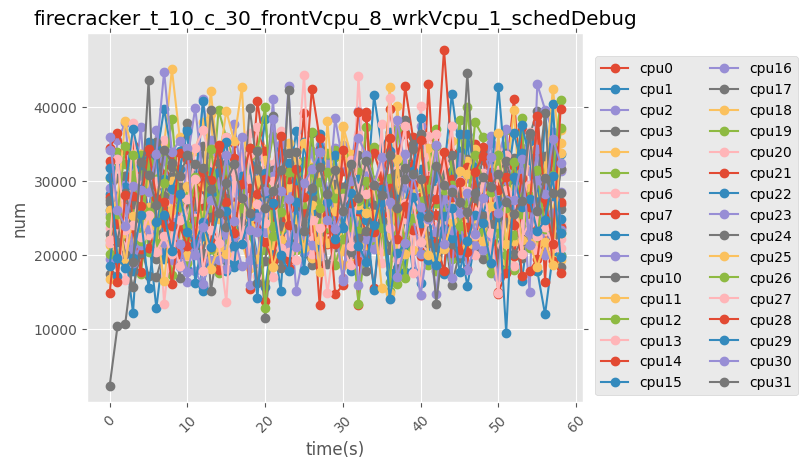 firecracker_t_10_c_30_frontVcpu_8_wrkVcpu_1_schedDebug
40000
30000
20000
10000
num
0
10
20
30
40
50
60
time(s)
cpu0
cpu1
cpu2
cpu3
cpu4
cpu5
cpu6
cpu7
cpu8
cpu9
cpu10
cpu11
cpu12
cpu13
cpu14
cpu15
cpu16
cpu17
cpu18
cpu19
cpu20
cpu21
cpu22
cpu23
cpu24
cpu25
cpu26
cpu27
cpu28
cpu29
cpu30
cpu31